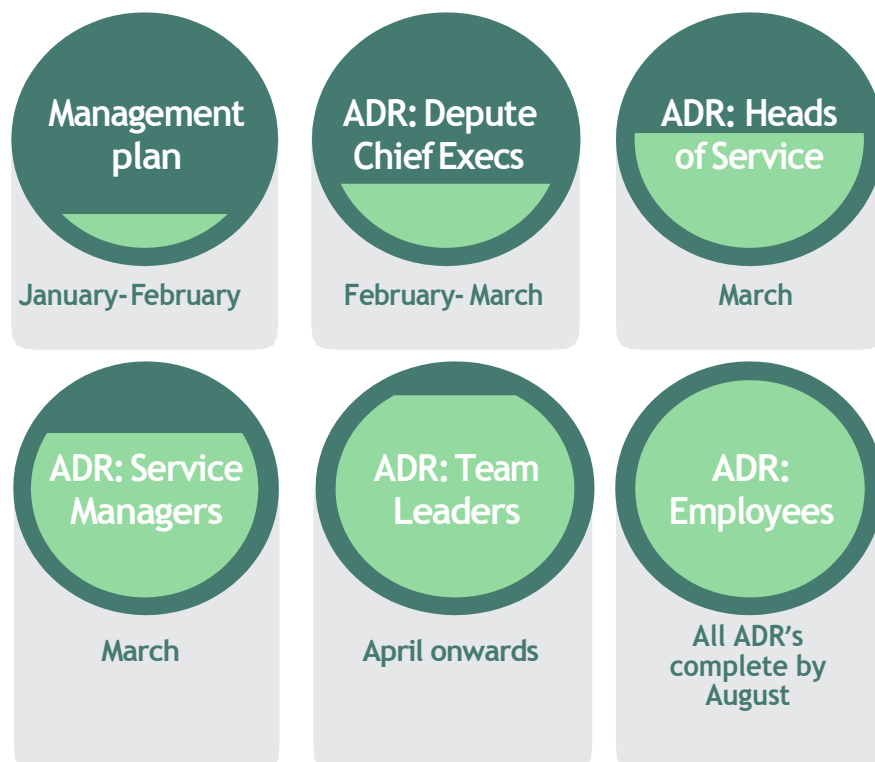 Management
plan
January-February
ADR: Depute
Chief Execs
February- March
ADR: Heads
of Service
March
ADR: Service
Managers
March
ADR: Team
Leaders
April onwards
ADR:
Employees
All ADR’s
complete by
August